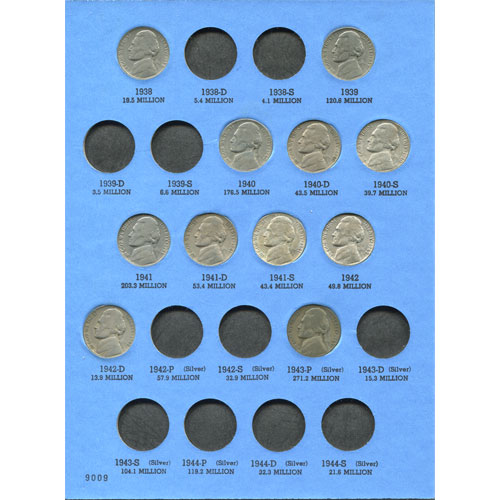 1938 1938-D 1938-S 1939
19.5 MILLION 5.4 MILLION 4.1 MILLION 120.6 MILLION
1939-D 1939-S 1940 1940-D 1940-S
3.5 MILLION 6.6 MILLION 176.5 MILLION 43.5 MILLION 39.7 MILLION
1941 1941-D 1941-S 1942
203.3 MILLION 53.4 MILLION 43.4 MILLION 49.8 MILLION
1942-D 1942-P (Silver) 1942-S (Silver) 1943-P (Silver) 1943-D (Silver)
13.9 MILLION 57.9 MILLION 32.9 MILLION 271.2 MILLION 15.3 MILLION
1943-S (Silver) 1944-P (Silver) 1944-D (Silver) 1944-S (Silver)
104.1 MILLION 119.2 MILLION 32.3 MILLION 21.6 MILLION
9009